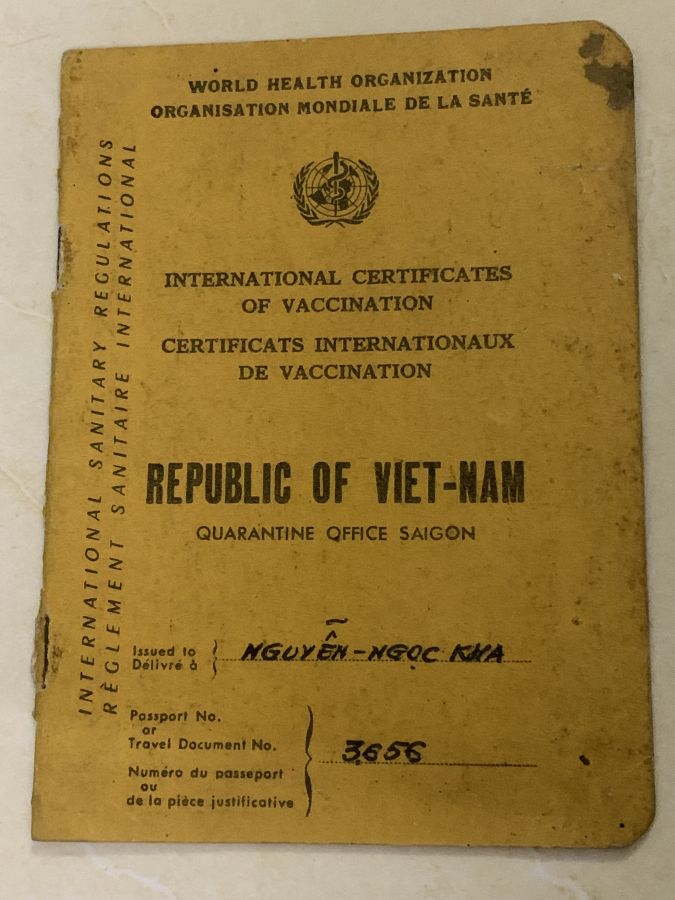 WORLD HEALTH ORGANIZATION
ORGANISATION MONDIALE DE LA SANTÉ
INTERNATIONAL SANITARY REGULATIONS
RÈGLEMENT SANITAIRE INTERNATIONAL
INTERNATIONAL CERTIFICATES
OF VACCINATION
CERTIFICATS INTERNATIONAUX
DE VACCINATION
REPUBLIC OF VIET-NAM
QUARANTINE OFFICE SAIGON
Issued to
Délivré à
NGUYỄN-NGỌC KHA
Passport No.
or
Travel Document No.
3656
Numéro du passeport
ou
de la pièce justificative